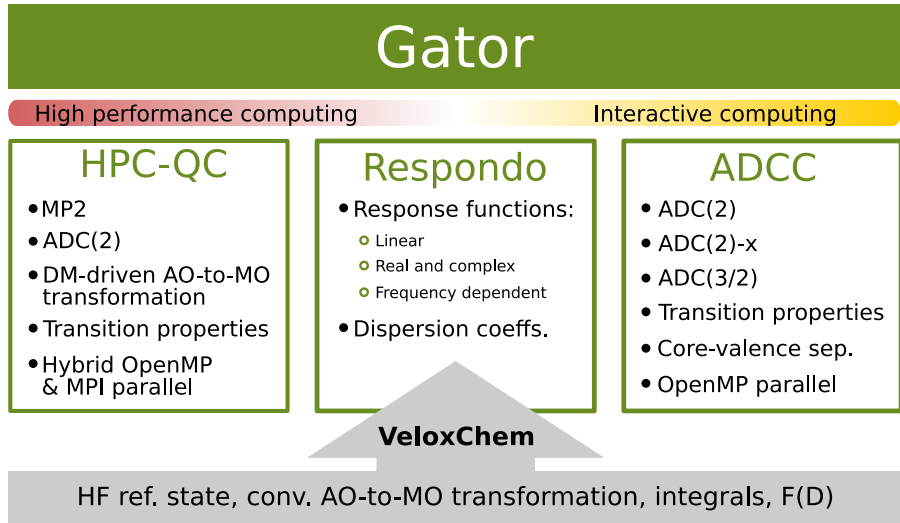 Gator
High performance computing
Interactive computing
HPC-QC
•MP2
•ADC(2)
•DM-driven AO-to-MO
transformation
•Transition properties
•Hybrid OpenMP
& MPI parallel
Respondo
•Response functions:
Linear
Real and complex
Frequency dependent
•Dispersion coeffs.
ADCC
•ADC(2)
•ADC(2)-x
•ADC(3/2)
•Transition properties
•Core-valence sep.
•OpenMP parallel
VeloxChem
HF ref. state, conv. AO-to-MO transformation, integrals, F(D)